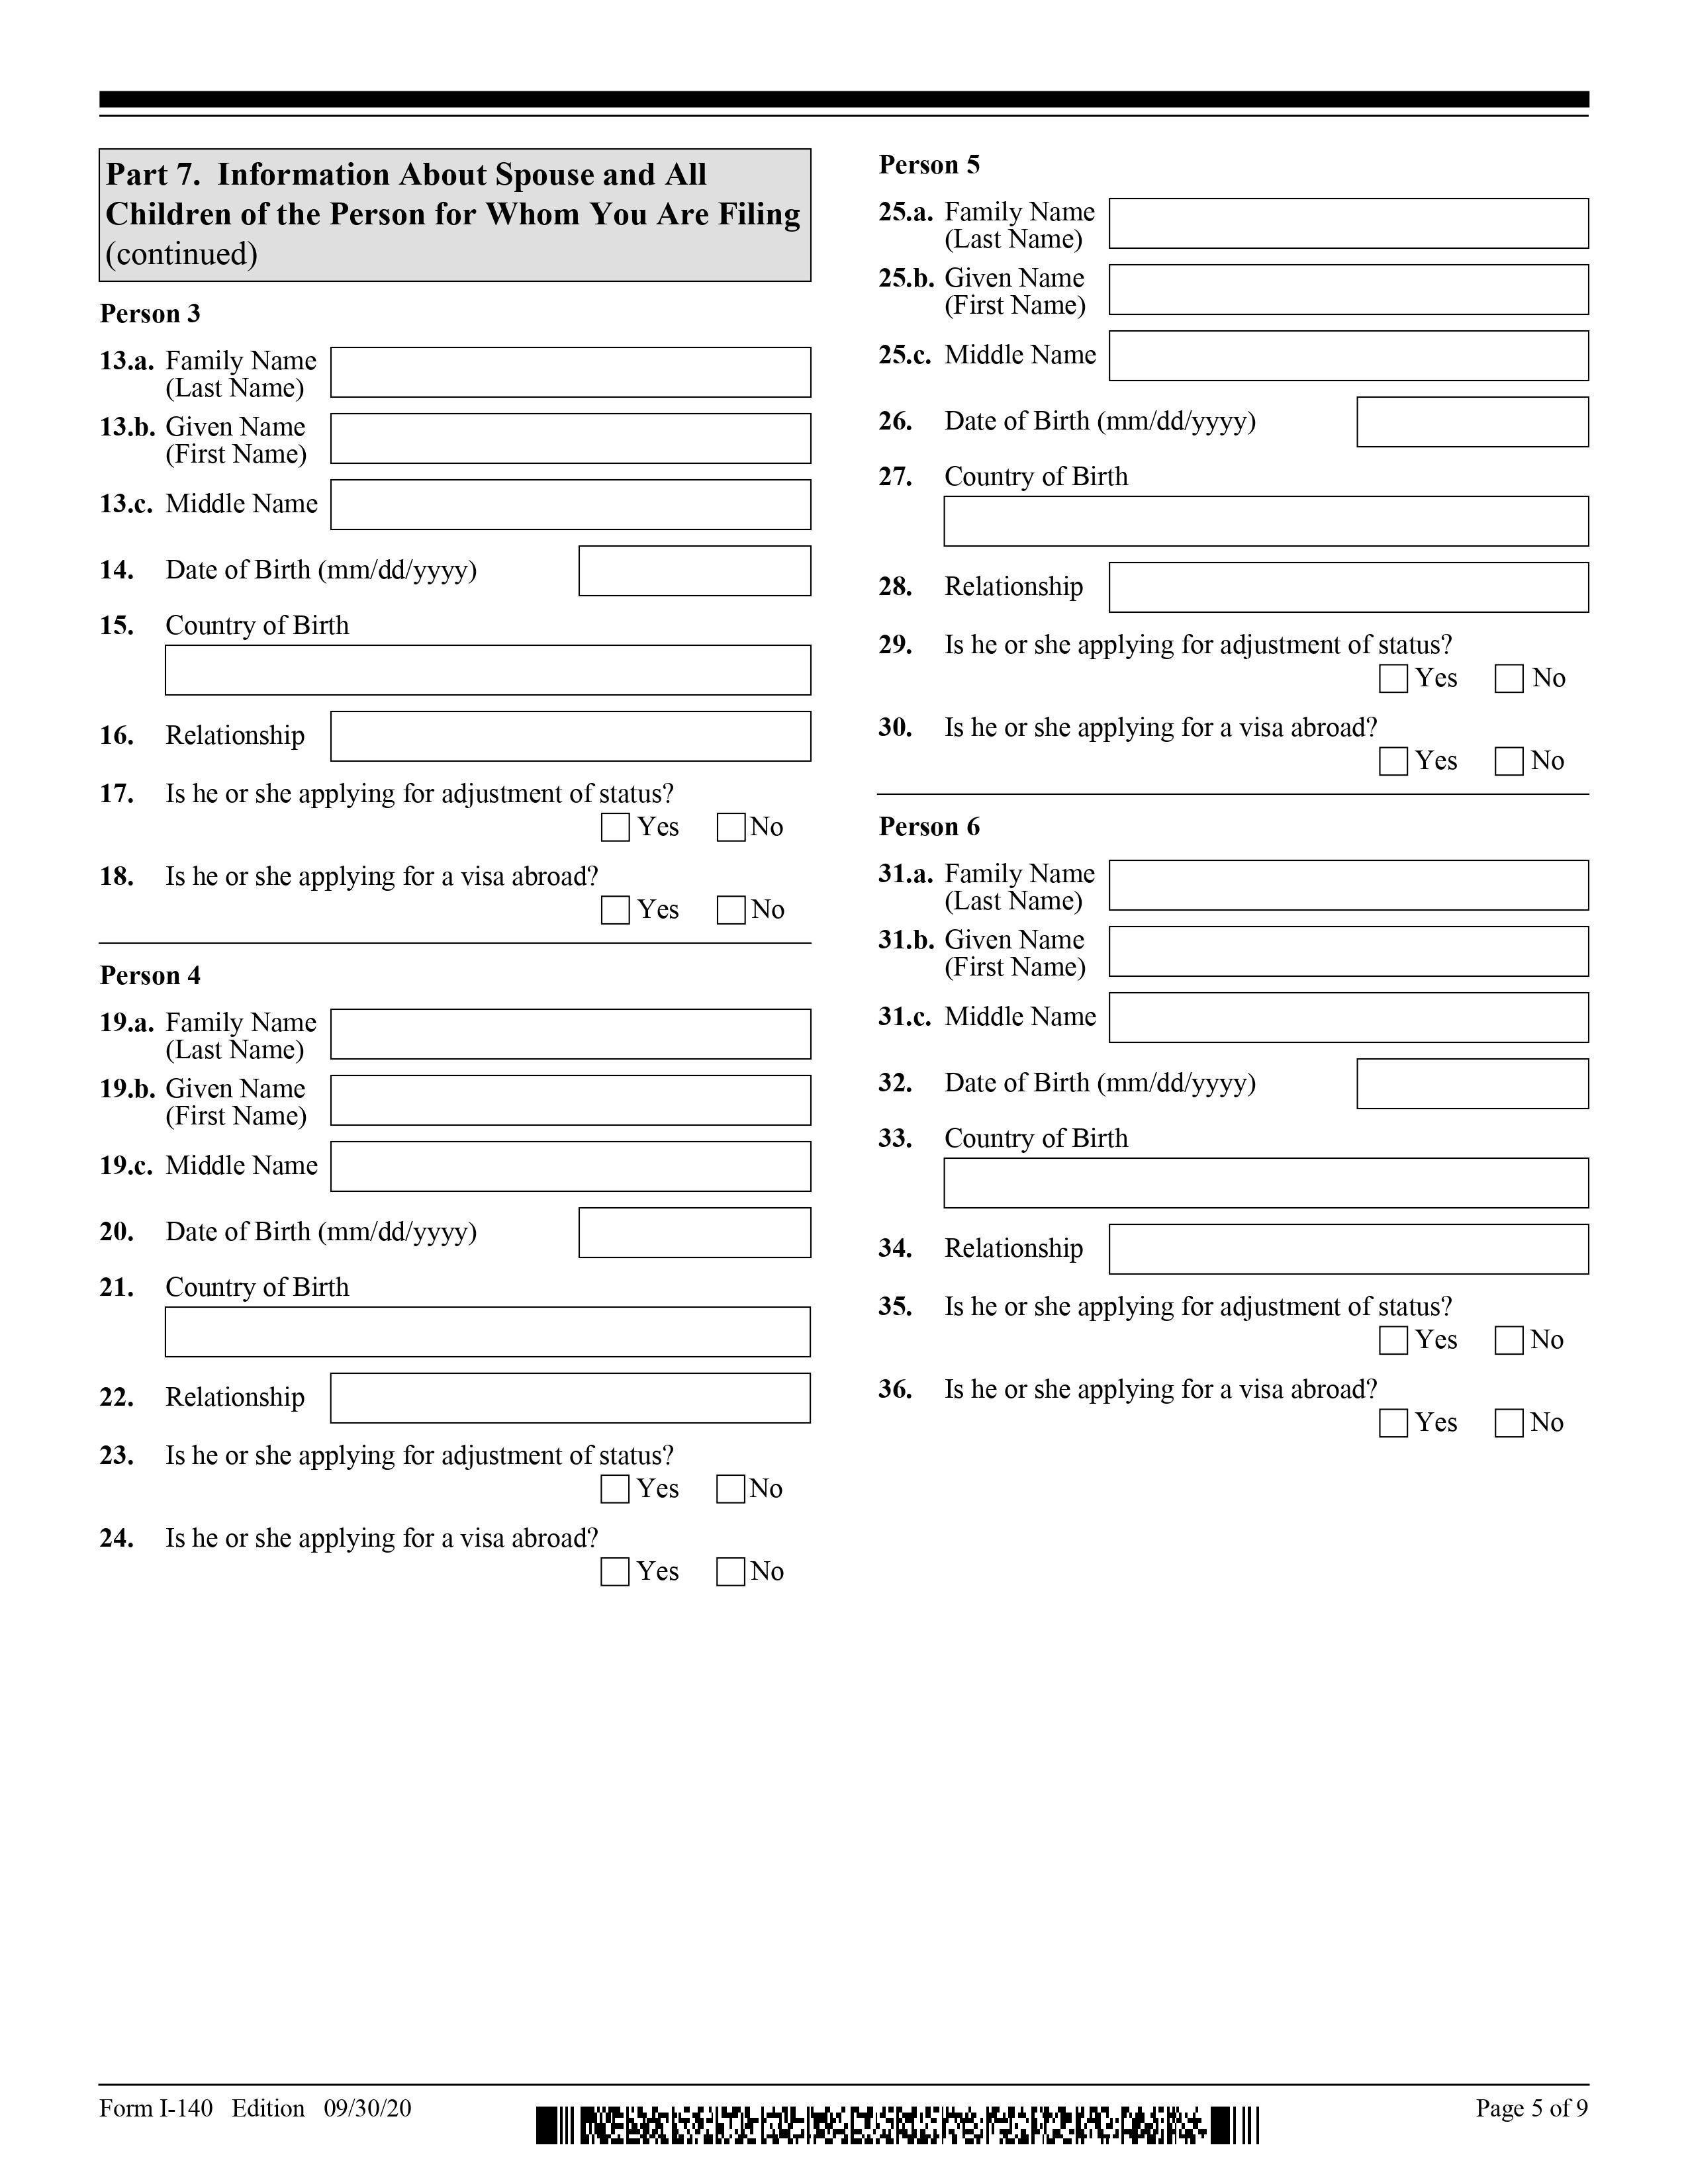 Part 7.  Information About Spouse and All
Children of the Person for Whom You Are Filing
(continued)
Person 3
13.a. Family Name
(Last Name)
13.b. Given Name
(First Name)
13.c. Middle Name
14. Date of Birth (mm/dd/yyyy)
15. Country of Birth
16. Relationship
17. Is he or she applying for adjustment of status?
Yes No
18. Is he or she applying for a visa abroad?
Yes No
Person 4
19.a. Family Name
(Last Name)
19.b. Given Name
(First Name)
19.c. Middle Name
20. Date of Birth (mm/dd/yyyy)
21. Country of Birth
22. Relationship
23. Is he or she applying for adjustment of status?
Yes No
24. Is he or she applying for a visa abroad?
Yes No
Person 5
25.a. Family Name
(Last Name)
25.b. Given Name
(First Name)
25.c. Middle Name
26. Date of Birth (mm/dd/yyyy)
27. Country of Birth
28. Relationship
29. Is he or she applying for adjustment of status?
Yes No
30. Is he or she applying for a visa abroad?
Yes No
Person 6
31.a. Family Name
(Last Name)
31.b. Given Name
(First Name)
31.c. Middle Name
32. Date of Birth (mm/dd/yyyy)
33. Country of Birth
34. Relationship
35. Is he or she applying for adjustment of status?
Yes No
36. Is he or she applying for a visa abroad?
Yes No
Form I-140 Edition 09/30/20
Page 5 of 9